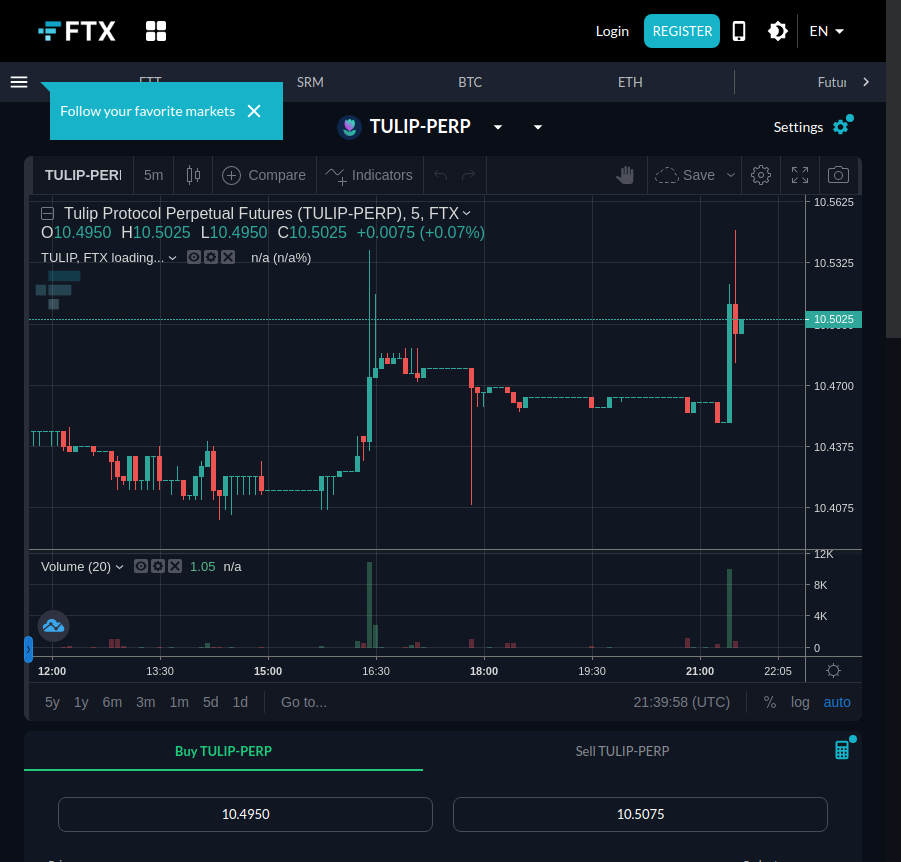 FTX
Login
REGISTER
EN
FTT
SRM
BTC
ETH
Futur
Follow your favorite markets
TULIP-PERP
Settings
TULIP-PERI
5m
Compare
Indicators
Save
Tulip Protocol Perpetual Futures (TULIP-PERP), 5, FTX
O10.4950 H10.5025 L10.4950 C10.5025 +0.0075 (+0.07%)
TULIP, FTX loading... n/a (n/a%)
10.5625
10.5325
10.5025
10.4700
10.4375
10.4075
Volume (20) 1.05 n/a
12K
8K
4K
0
12:00 13:30 15:00 16:30 18:00 19:30 21:00 22:05
5y 1y 6m 3m 1m 5d 1d Go to... 21:39:58 (UTC) % log auto
Buy TULIP-PERP
Sell TULIP-PERP
10.4950
10.5075